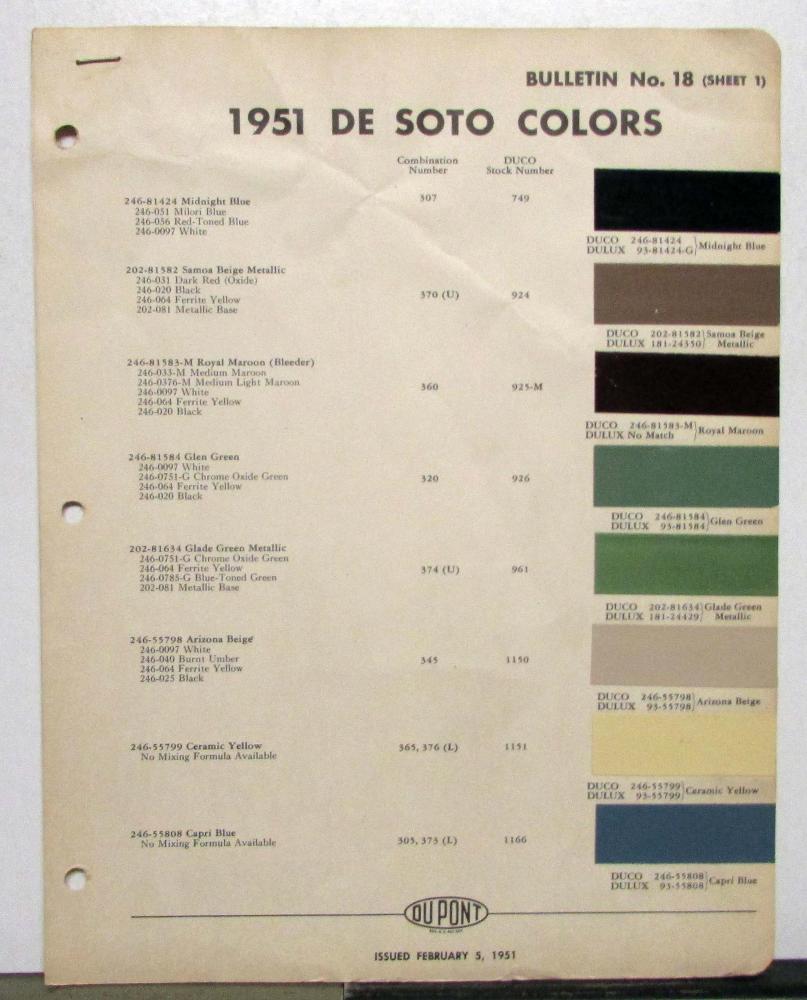 BULLETIN No. 18 (SHEET 1)
1951 DE SOTO COLORS
Combination Number
DUCO Stock Number
246-81424 Midnight Blue 307 749
246-051 Milori Blue
246-056 Red-Toned Blue
246-0097 White
DUCO 246-81424
DULUX 93-81424-G
Midnight Blue
202-81582 Samoa Beige Metallic
246-031 Dark Red (Oxide)
246-020 Black
246-064 Ferrite Yellow
202-081 Metallic Base
370 (U) 924
DUCO 202-81582
DULUX 181-24350
Samoa Beige
Metallic
246-81583-M Royal Maroon (Bleeder)
246-033-M Medium Maroon
246-0376-M Medium Light Maroon
246-0097 White
246-064 Ferrite Yellow
246-020 Black
360 925-M
DUCO 246-81583-M
DULUX No Match
Royal Maroon
246-81584 Glen Green
246-0097 White
246-0751-G Chrome Oxide Green
246-064 Ferrite Yellow
246-020 Black
320 926
DUCO 246-81584
DULUX 93-81584
Glen Green
202-81634 Glade Green Metallic
246-0751-G Chrome Oxide Green
246-064 Ferrite Yellow
246-0785-G Blue-Toned Green
202-081 Metallic Base
374 (U) 961
DUCO 202-81634
DULUX 181-24429
Glade Green
Metallic
246-55798 Arizona Beige
246-0097 White
246-040 Burnt Umber
246-064 Ferrite Yellow
246-025 Black
345 1150
DUCO 246-55798
DULUX 93-55798
Arizona Beige
246-55799 Ceramic Yellow
No Mixing Formula Available
365, 376 (L) 1151
DUCO 246-55799
DULUX 93-55799
Ceramic Yellow
246-55808 Capri Blue
No Mixing Formula Available
305, 373 (L) 1166
DUCO 246-55808
DULUX 93-55808
Capri Blue
DU PONT
ISSUED FEBRUARY 5, 1951